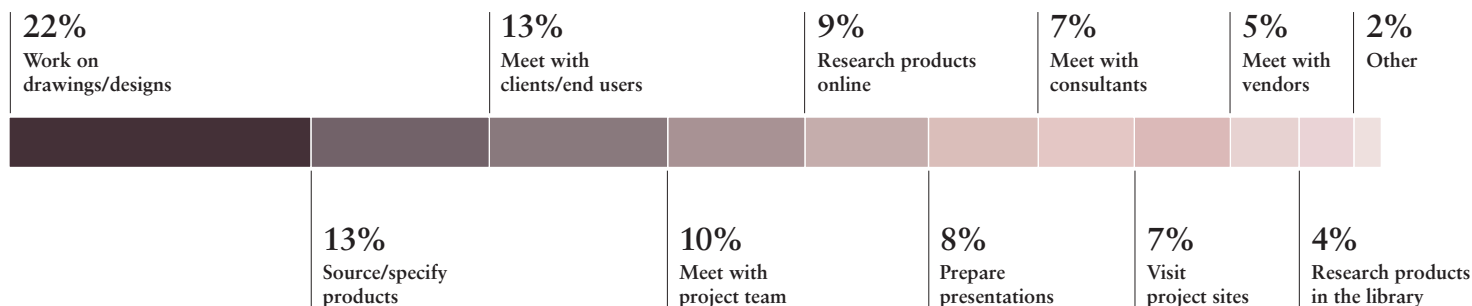 22%
Work on
drawings/designs
13%
Meet with
clients/end users
9%
Research products
online
7%
Meet with
consultants
5%
Meet with
vendors
2%
Other
13%
Source/specify
products
10%
Meet with
project team
8%
Prepare
presentations
7%
Visit
project sites
4%
Research products
in the library